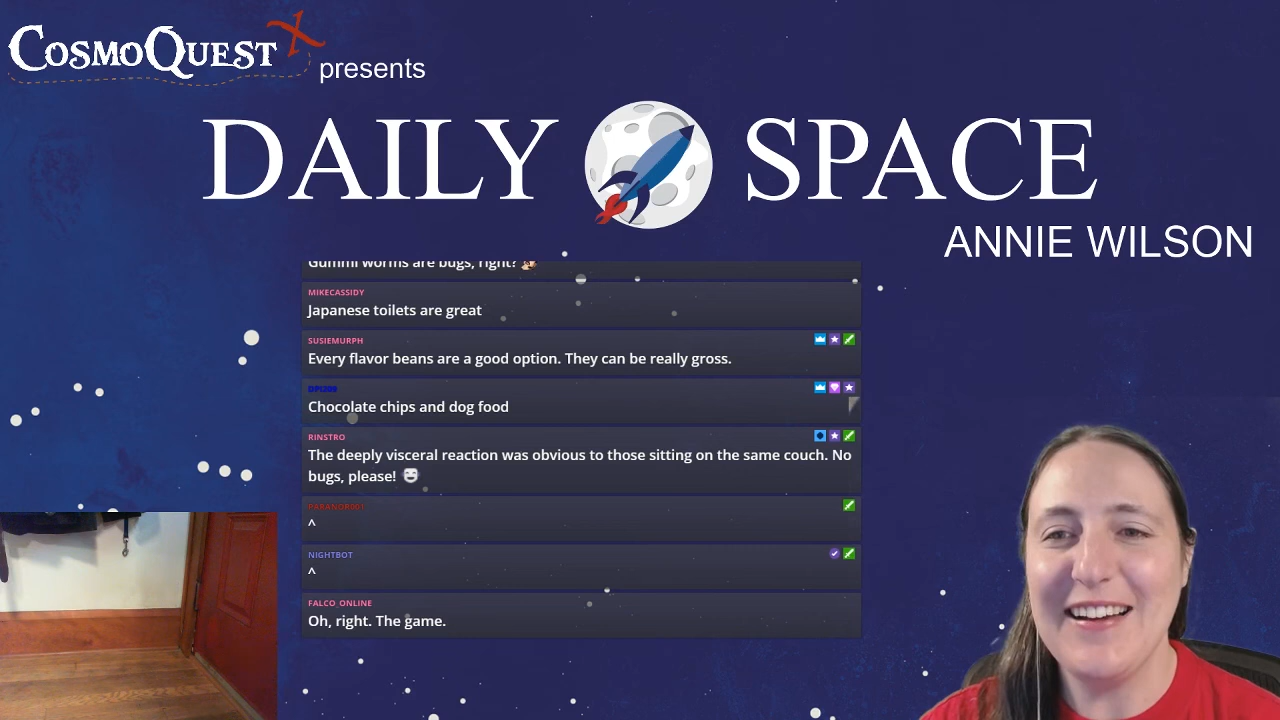 CosmoQuest X
presents
DAILY SPACE
ANNIE WILSON
Gummi worms are bugs, right?
MIKECASSIDY
Japanese toilets are great
SUSIEMURPH
Every flavor beans are a good option. They can be really gross.
Chocolate chips and dog food
RINSTRO
The deeply visceral reaction was obvious to those sitting on the same couch. No
bugs, please!
PARANOR001
^
NIGHTBOT
^
FALCO_ONLINE
Oh, right. The game.